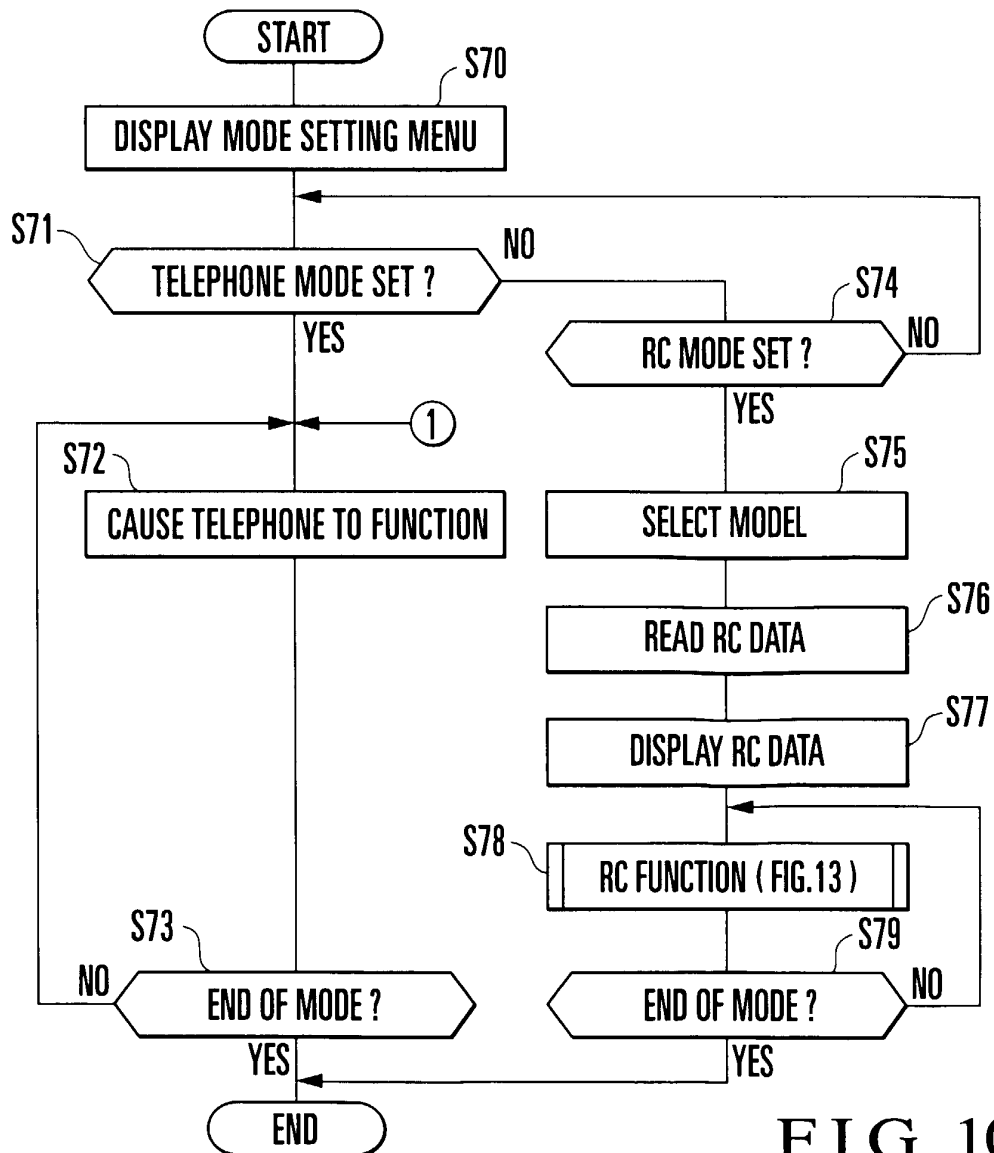 START
S70
DISPLAY MODE SETTING MENU
S71
TELEPHONE MODE SET ?
NO
YES
S74
RC MODE SET ?
NO
YES
1
S72
CAUSE TELEPHONE TO FUNCTION
S75
SELECT MODEL
S76
READ RC DATA
S77
DISPLAY RC DATA
S78
RC FUNCTION ( FIG.13 )
S73
END OF MODE ?
NO
YES
S79
END OF MODE ?
NO
YES
END
FIG. 10